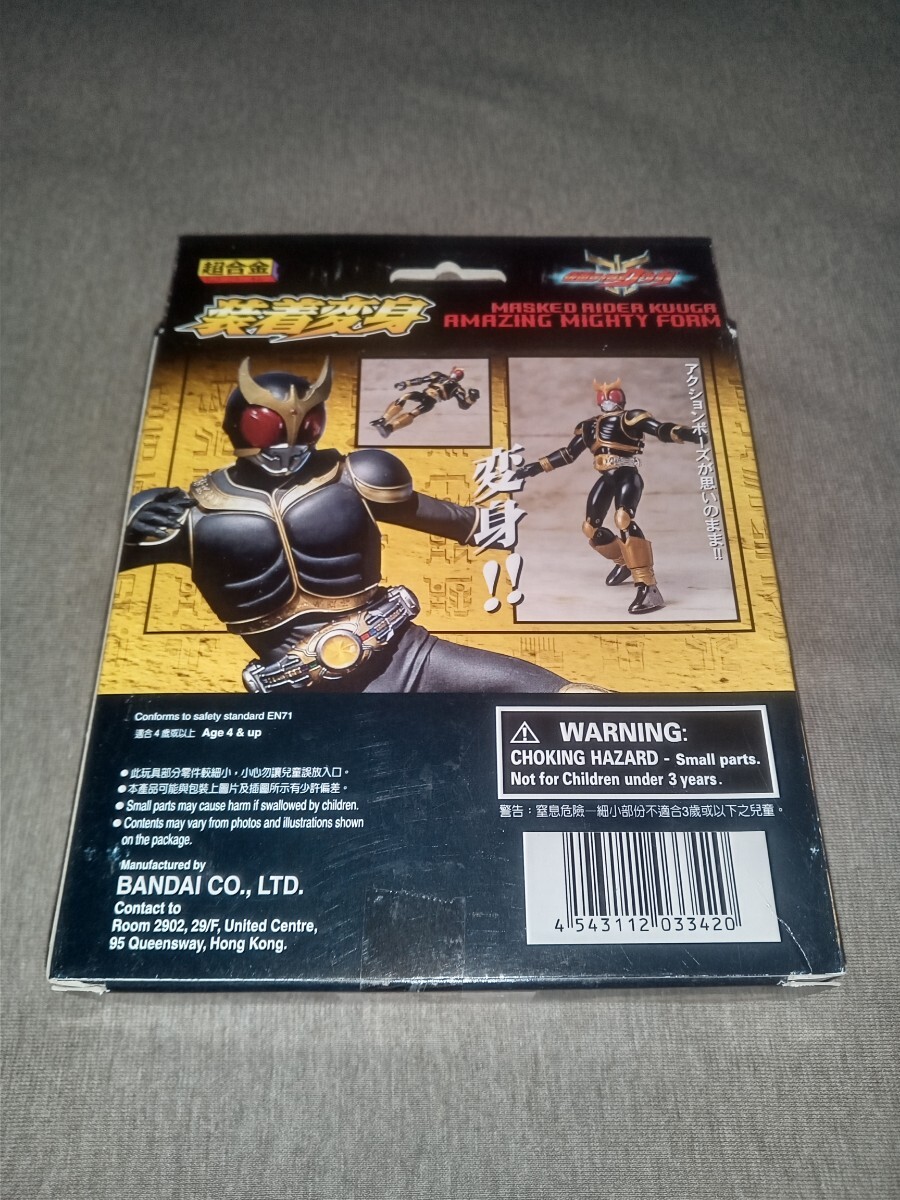 超合金
装着変身
MASKED RIDER KUUGA
AMAZING MIGHTY FORM
変身!!
アクションポーズが思いのまま!!
Conforms to safety standard EN71
適合4歲或以上 Age 4 & up
●此玩具部分零件較細小，小心勿讓兒童誤放入口。
●本產品可能與包裝上圖片及插圖所示有少許偏差。
●Small parts may cause harm if swallowed by children.
●Contents may vary from photos and illustrations shown
on the package.
Manufactured by
BANDAI CO., LTD.
Contact to
Room 2902, 29/F, United Centre,
95 Queensway, Hong Kong.
⚠ WARNING:
CHOKING HAZARD - Small parts.
Not for Children under 3 years.
警告：窒息危險—細小部份不適合3歲或以下之兒童。
4 543112 033420